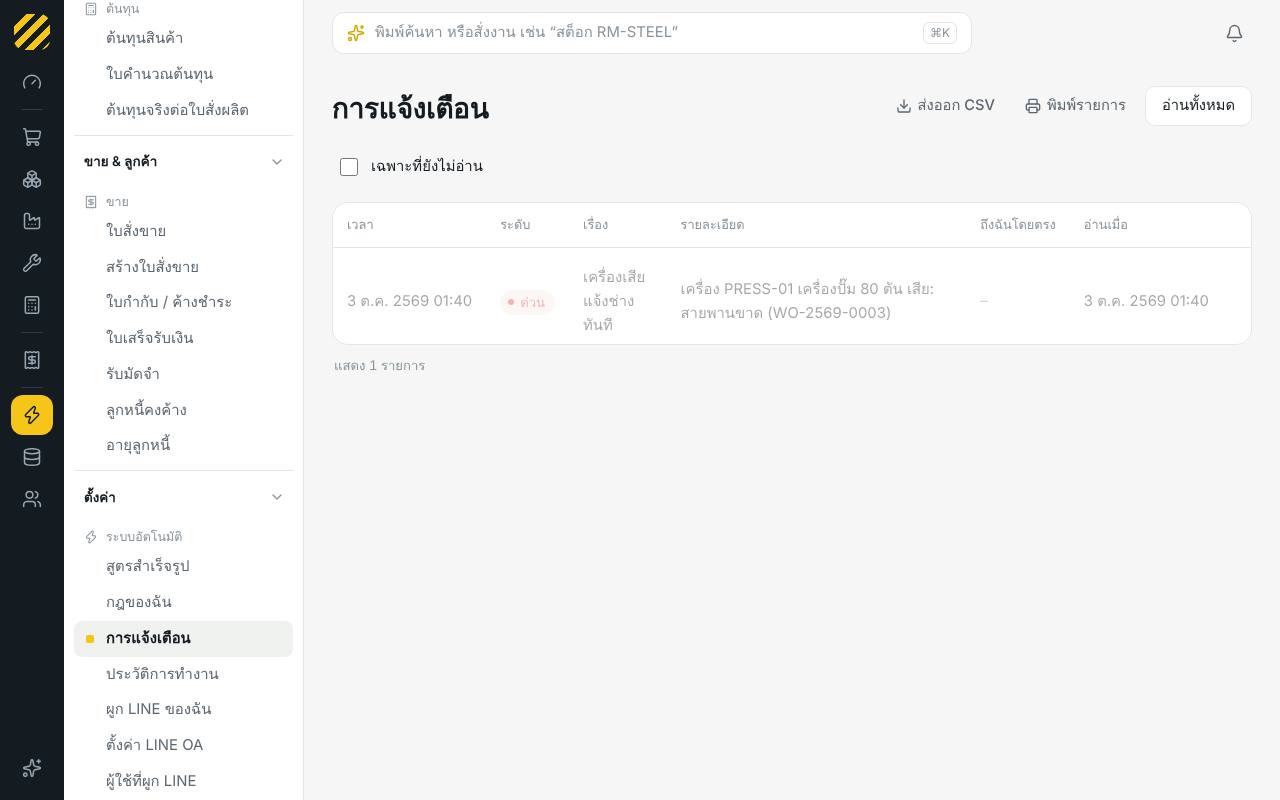 ต้นทุน
ต้นทุนสินค้า
ใบคำนวณต้นทุน
ต้นทุนจริงต่อใบสั่งผลิต
ขาย & ลูกค้า
ขาย
ใบสั่งขาย
สร้างใบสั่งขาย
ใบกำกับ / ค้างชำระ
ใบเสร็จรับเงิน
รับมัดจำ
ลูกหนี้คงค้าง
อายุลูกหนี้
ตั้งค่า
ระบบอัตโนมัติ
สูตรสำเร็จรูป
กฎของฉัน
การแจ้งเตือน
ประวัติการทำงาน
ผูก LINE ของฉัน
ตั้งค่า LINE OA
ผู้ใช้ที่ผูก LINE
พิมพ์ค้นหา หรือสั่งงาน เช่น “สต็อก RM-STEEL” ⌘K
การแจ้งเตือน
ส่งออก CSV พิมพ์รายการ อ่านทั้งหมด
เฉพาะที่ยังไม่อ่าน
เวลา ระดับ เรื่อง รายละเอียด ถึงฉันโดยตรง อ่านเมื่อ
3 ต.ค. 2569 01:40 ด่วน เครื่องเสีย แจ้งช่าง ทันที เครื่อง PRESS-01 เครื่องปั๊ม 80 ตัน เสีย: สายพานขาด (WO-2569-0003) – 3 ต.ค. 2569 01:40
แสดง 1 รายการ